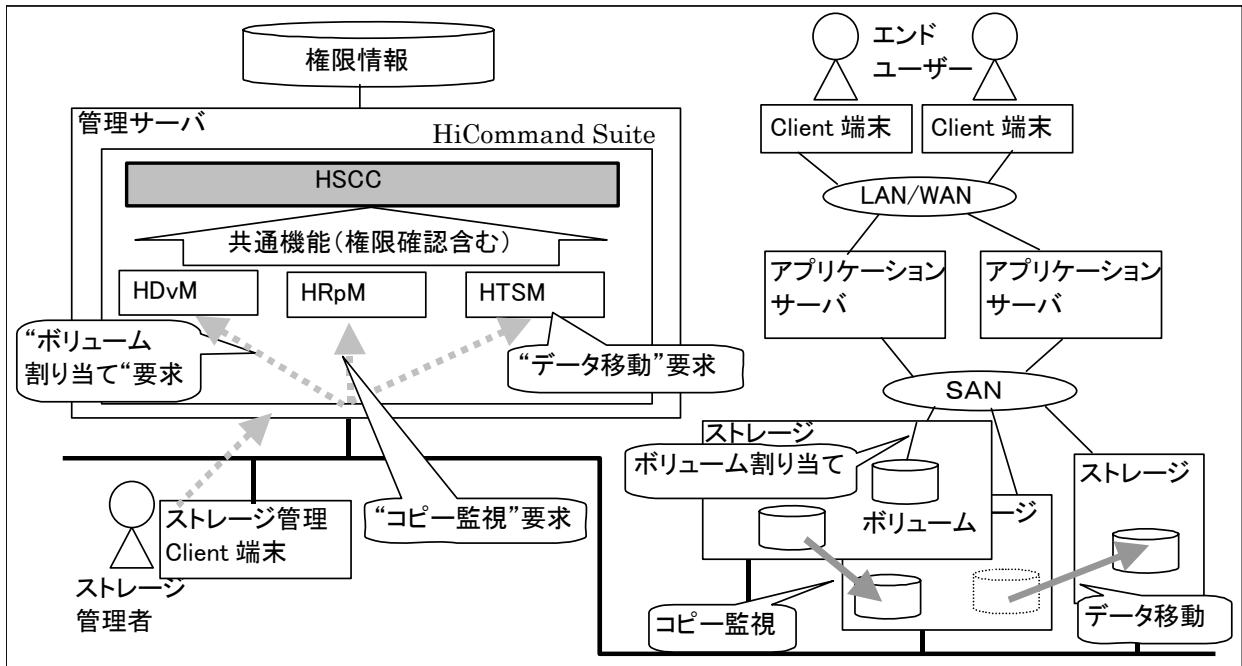 権限情報
管理サーバ
HiCommand Suite
HSCC
共通機能(権限確認含む)
HDvM
HRpM
HTSM
“ボリューム
割り当て“要求
“データ移動”要求
“コピー監視”要求
ストレージ管理
Client 端末
ストレージ
管理者
エンド
ユーザー
Client 端末
Client 端末
LAN/WAN
アプリケーション
サーバ
アプリケーション
サーバ
SAN
ストレージ
ボリューム割り当て
ボリューム
ージ
ストレージ
コピー監視
データ移動